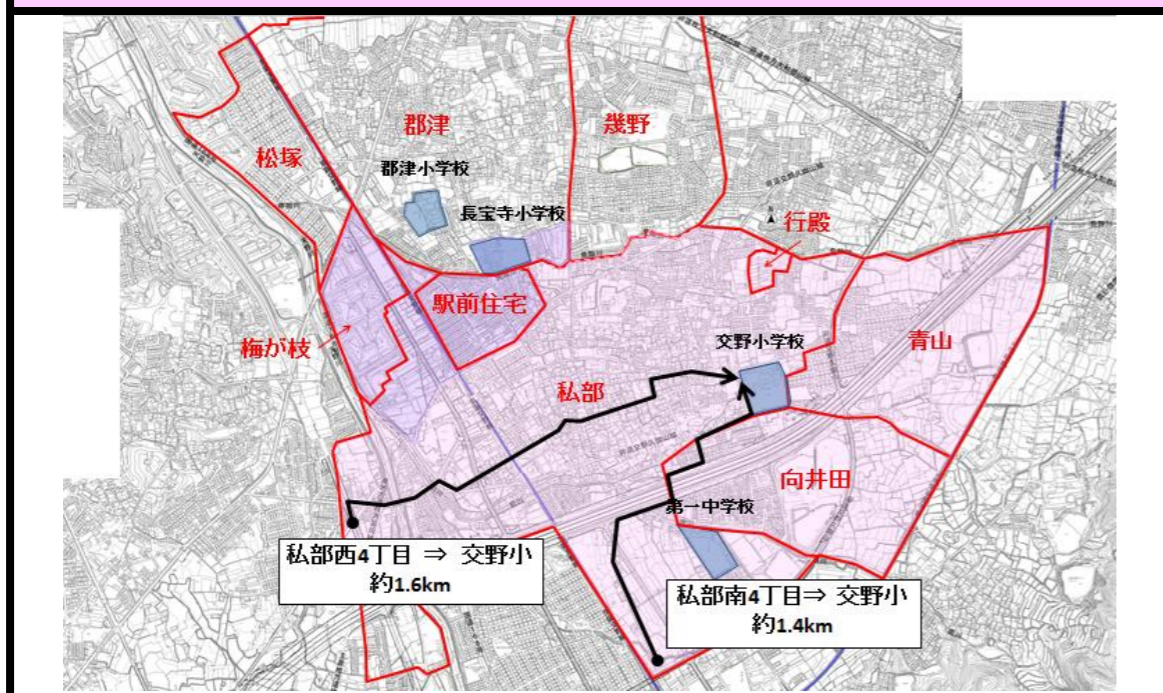 郡津
幾野
松塚
郡津小学校
長宝寺小学校
行殿
駅前住宅
梅が枝
交野小学校
青山
私部
向井田
第一中学校
私部西4丁目 ⇒ 交野小
約1.6km
私部南4丁目⇒ 交野小
約1.4km